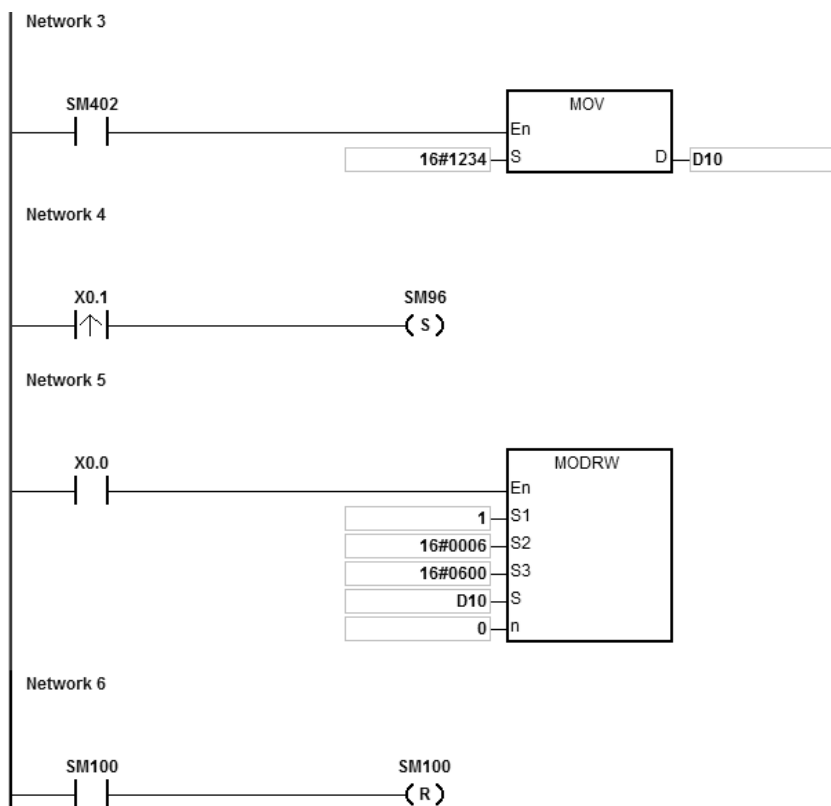 Network 3
SM402
MOV
En
16#1234 S D D10
Network 4
X0.1 SM96
S
Network 5
X0.0
MODRW
En
1 S1
16#0006 S2
16#0600 S3
D10 S
0 n
Network 6
SM100 SM100
R